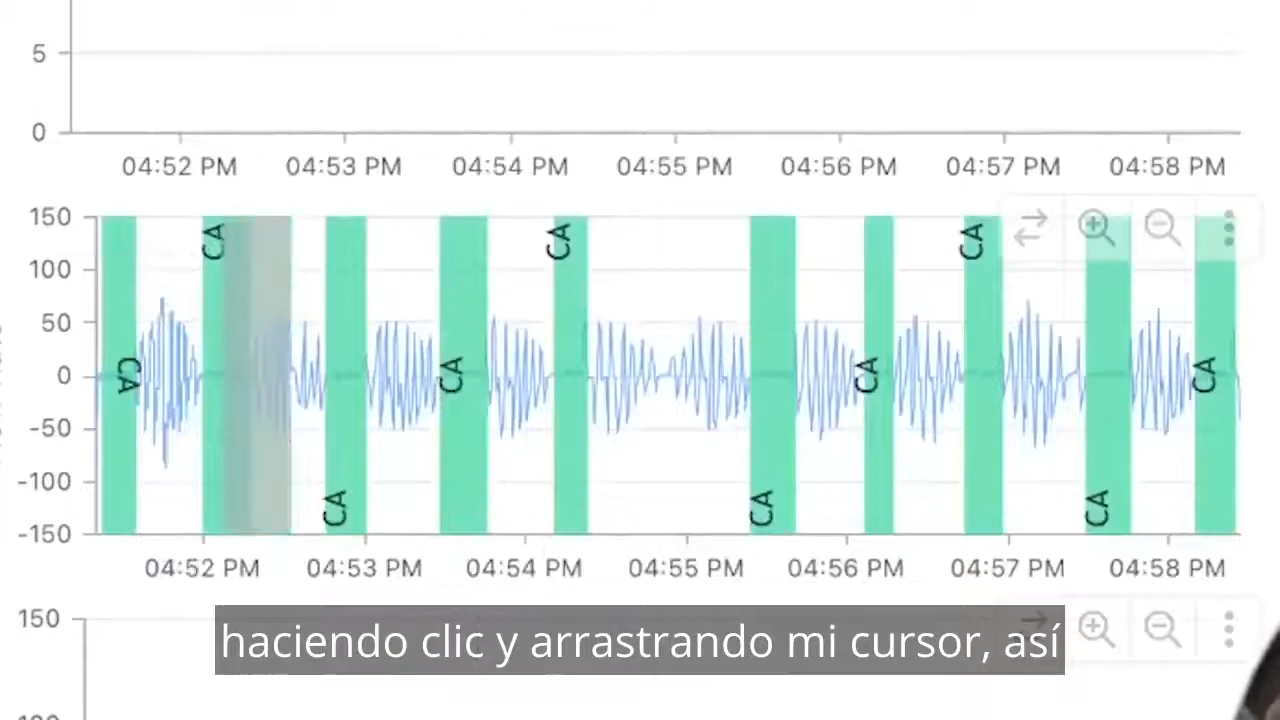 5
0
04:52 PM 04:53 PM 04:54 PM 04:55 PM 04:56 PM 04:57 PM 04:58 PM
150
100
50
0
-50
-100
-150
CA
CA
CA
CA
CA
CA
CA
CA
CA
CA
04:52 PM 04:53 PM 04:54 PM 04:55 PM 04:56 PM 04:57 PM 04:58 PM
150
haciendo clic y arrastrando mi cursor, así